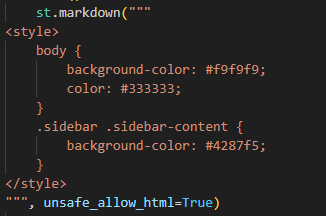 st.markdown("""
<style>
body {
background-color: #f9f9f9;
color: #333333;
}
.sidebar .sidebar-content {
background-color: #4287f5;
}
</style>
""", unsafe_allow_html=True)